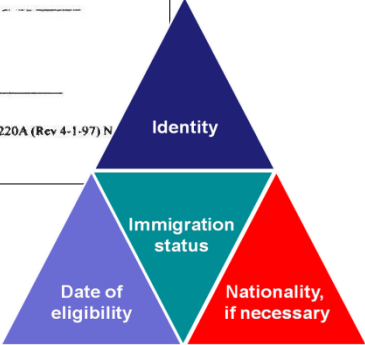 220A (Rev 4-1-97) N
Identity
Immigration
status
Date of
eligibility
Nationality,
if necessary